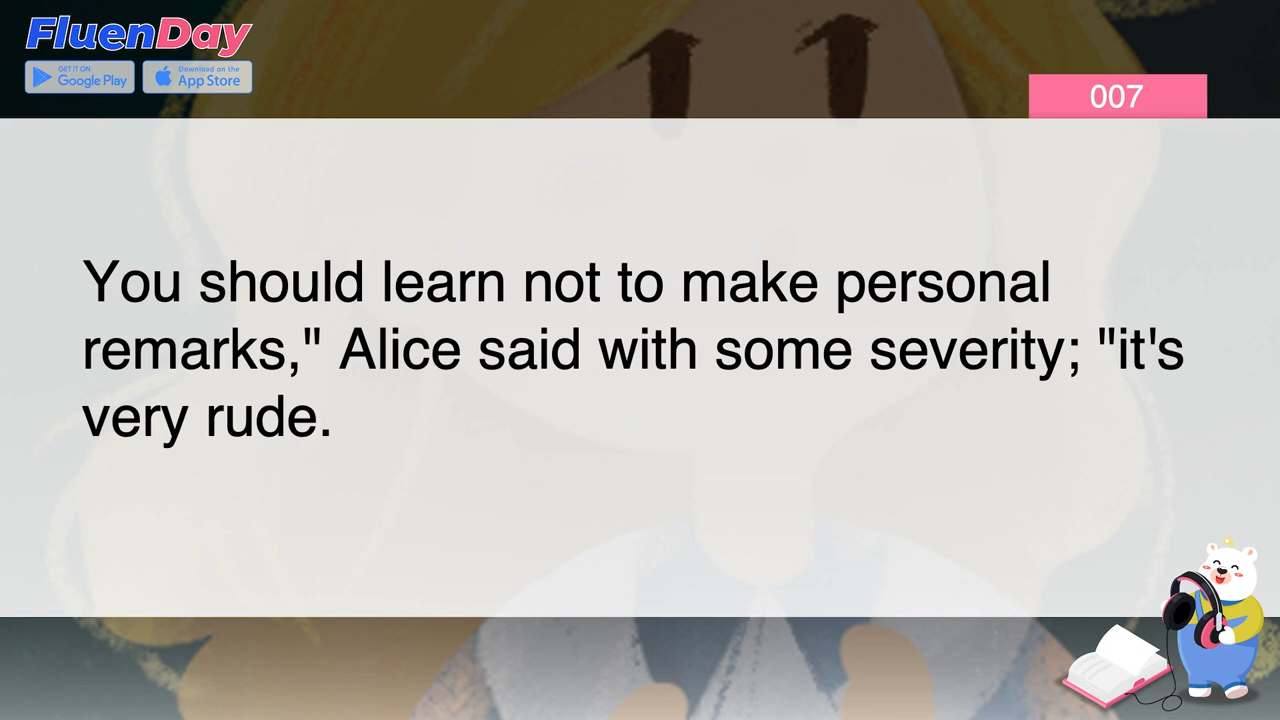 FluenDay
GET IT ON
Google Play
Download on the
App Store
007
You should learn not to make personal
remarks," Alice said with some severity; "it's
very rude.